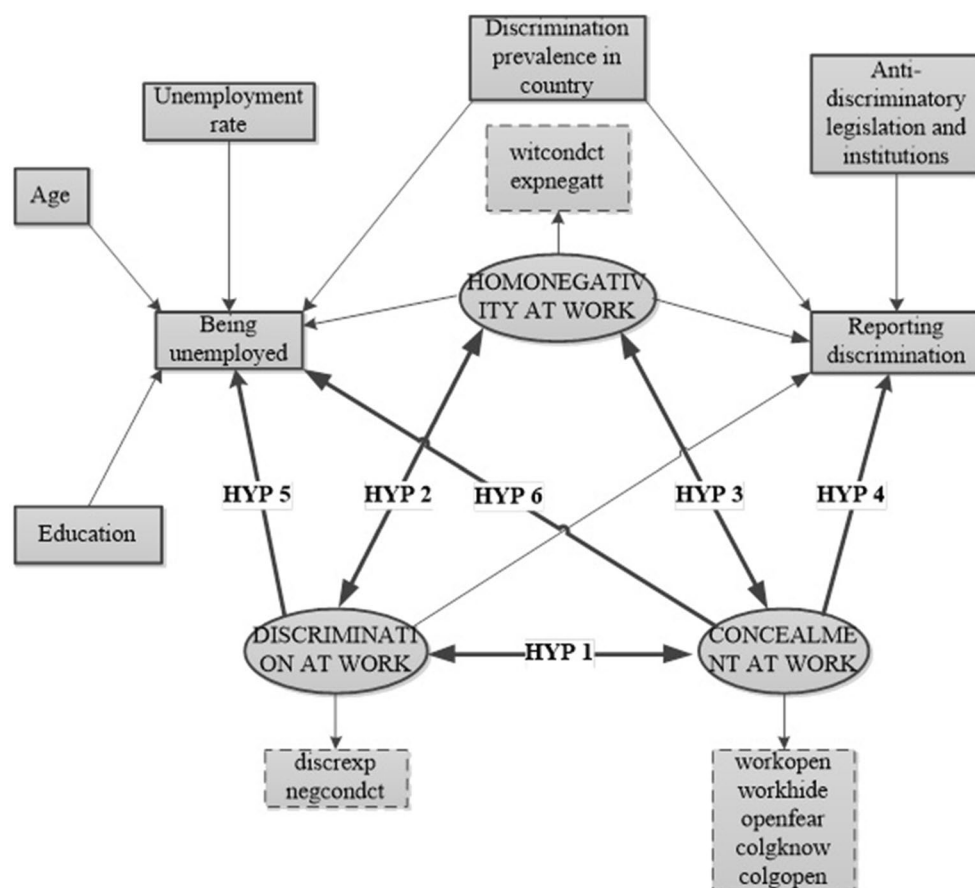 Discrimination
prevalence in
country
Unemployment
rate
Anti-
discriminatory
legislation and
institutions
witcondct
expnegatt
Age
HOMONEGATIV
ITY AT WORK
Being
unemployed
Reporting
discrimination
HYP 5
HYP 2
HYP 6
HYP 3
HYP 4
Education
DISCRIMINATI
ON AT WORK
HYP 1
CONCEALME
NT AT WORK
discrexp
negcondct
workopen
workhide
openfear
colgknow
colgopen